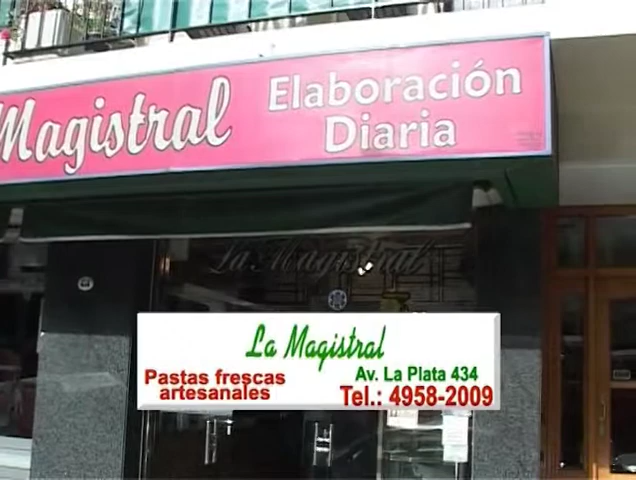 Magistral
Elaboración
Diaria
La Magistral
La Magistral
Pastas frescas
artesanales
Av. La Plata 434
Tel.: 4958-2009